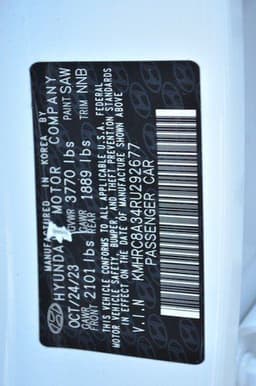 MANUFACTURED IN KOREA BY
HYUNDAI MOTOR COMPANY
OCT/24/23 GVWR 3770 lbs PAINT SAW
GAWR FRONT 2101 lbs GAWR REAR 1889 lbs TRIM NNB
THIS VEHICLE CONFORMS TO ALL APPLICABLE U.S.A. FEDERAL
MOTOR VEHICLE SAFETY, BUMPER, AND THEFT PREVENTION STANDARDS
IN EFFECT ON THE DATE OF MANUFACTURE SHOWN ABOVE
V.I.N KMHRC8A34RU292677
PASSENGER CAR